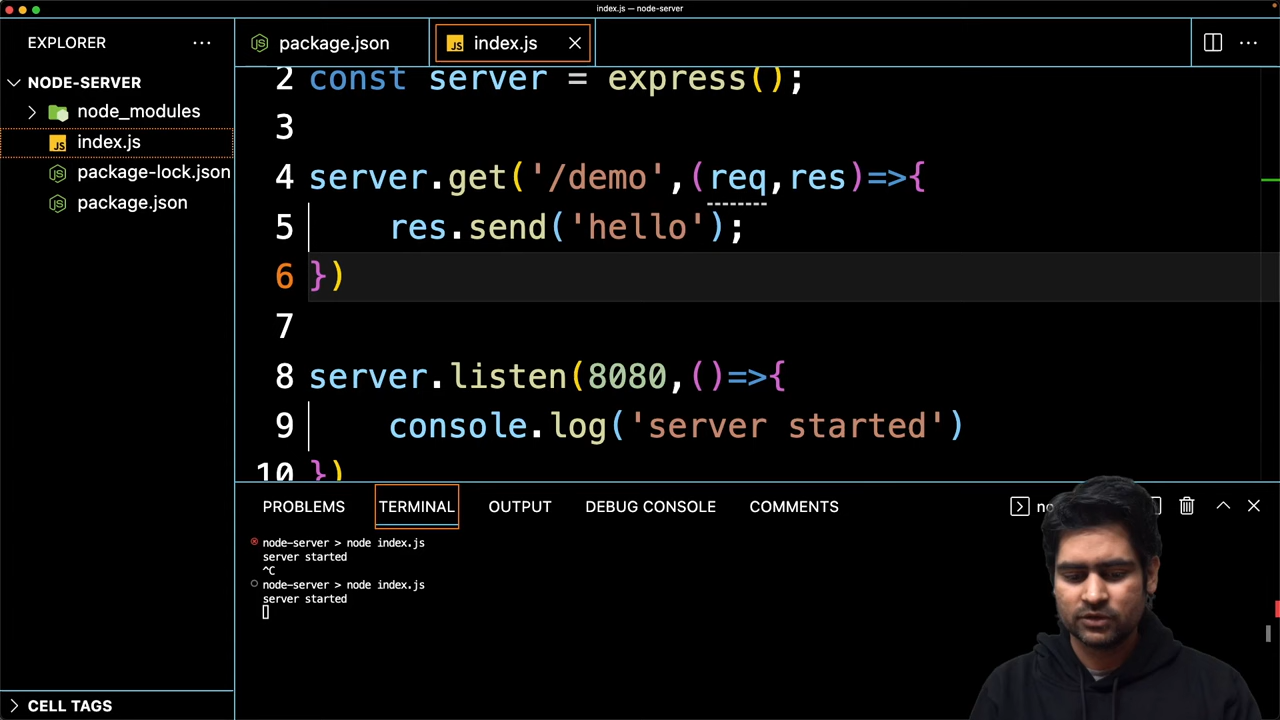 index.js — node-server
EXPLORER
package.json
JS index.js
NODE-SERVER
node_modules
JS index.js
package-lock.json
package.json
2 const server = express();
3
4 server.get('/demo',(req,res)=>{
5 res.send('hello');
6 })
7
8 server.listen(8080,()=>{
9 console.log('server started')
10 })
PROBLEMS TERMINAL OUTPUT DEBUG CONSOLE COMMENTS
node-server > node index.js
server started
^C
node-server > node index.js
server started
CELL TAGS